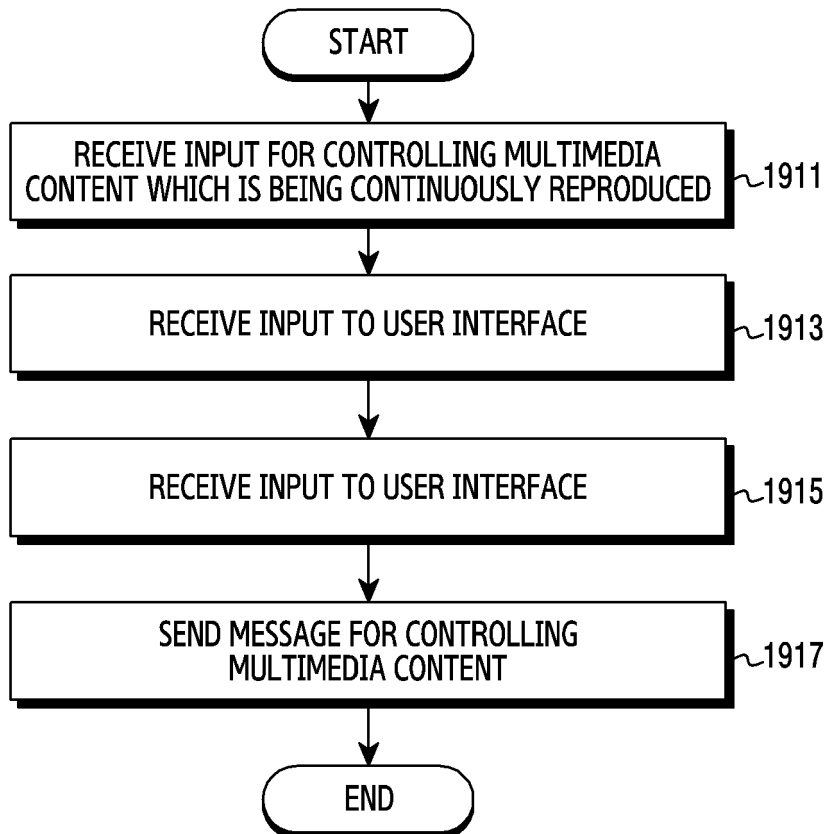 START
RECEIVE INPUT FOR CONTROLLING MULTIMEDIA
CONTENT WHICH IS BEING CONTINUOUSLY REPRODUCED
1911
RECEIVE INPUT TO USER INTERFACE
1913
RECEIVE INPUT TO USER INTERFACE
1915
SEND MESSAGE FOR CONTROLLING
MULTIMEDIA CONTENT
1917
END